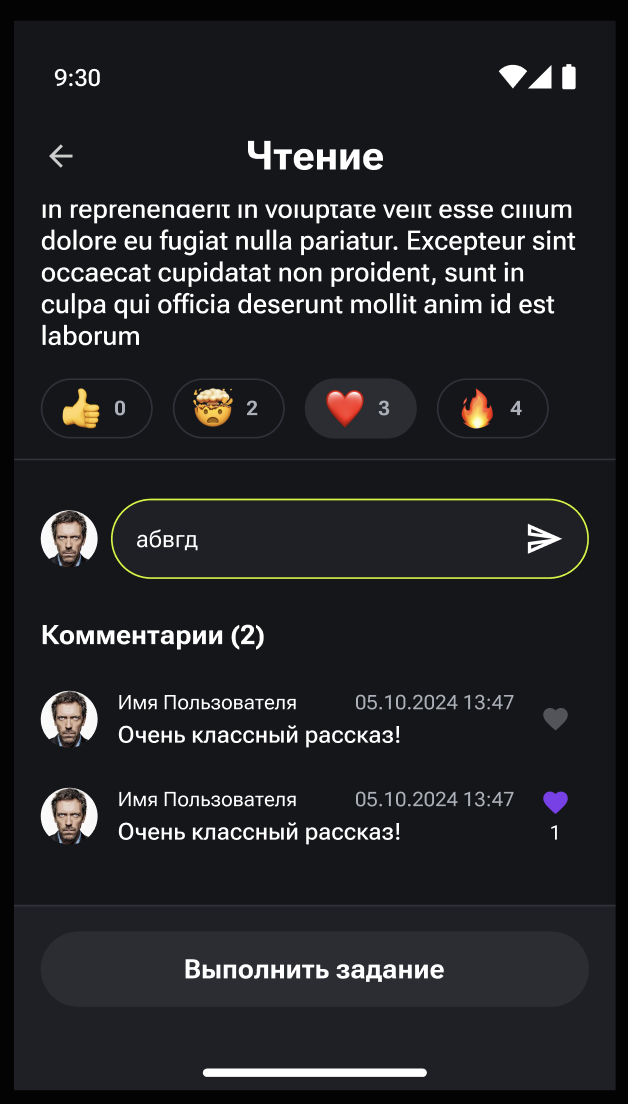 9:30
Чтение
in reprehenderit in voluptate velit esse cillum
dolore eu fugiat nulla pariatur. Excepteur sint
occaecat cupidatat non proident, sunt in
culpa qui officia deserunt mollit anim id est
laborum
0 2 3 4
абвгд
Комментарии (2)
Имя Пользователя 05.10.2024 13:47
Очень классный рассказ!
Имя Пользователя 05.10.2024 13:47
Очень классный рассказ!
1
Выполнить задание